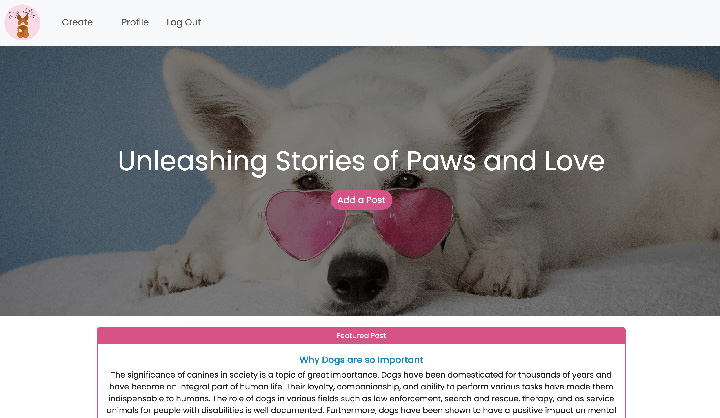 Create Profile Log Out
Unleashing Stories of Paws and Love
Add a Post
Featured Post
Why Dogs are so Important
The significance of canines in society is a topic of great importance. Dogs have been domesticated for thousands of years and
have become an integral part of human life. Their loyalty, companionship, and ability to perform various tasks have made them
indispensable to humans. The role of dogs in various fields such as law enforcement, search and rescue, therapy, and as service
animals for people with disabilities is well documented. Furthermore, dogs have been shown to have a positive impact on mental